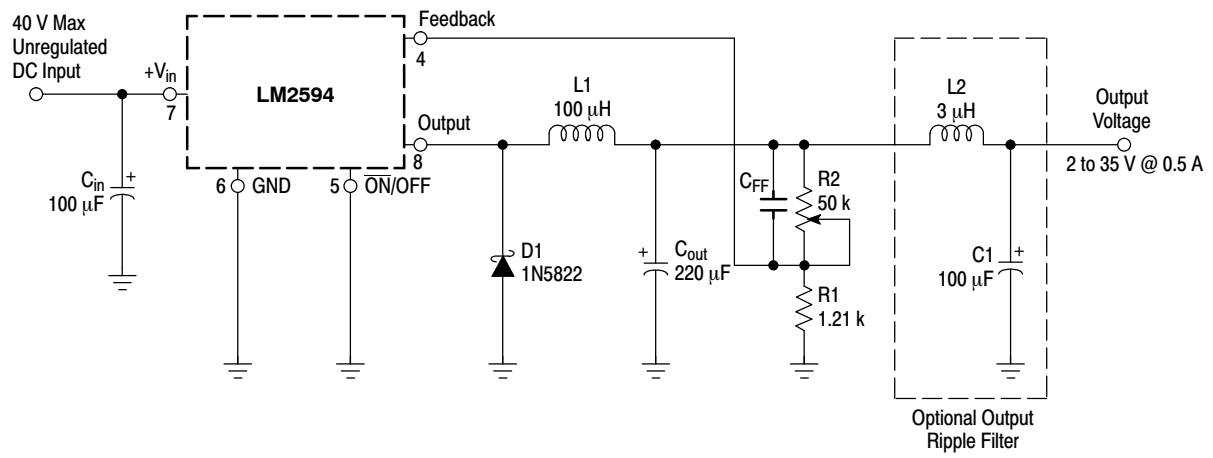 40 V Max
Unregulated
DC Input
+Vin
7
LM2594
Feedback
4
Output
8
6
GND
5
O̅N̅/OFF
Cin
100 μF
+
D1
1N5822
L1
100 μH
+
Cout
220 μF
CFF
R2
50 k
R1
1.21 k
L2
3 μH
C1
100 μF
+
Output
Voltage
2 to 35 V @ 0.5 A
Optional Output
Ripple Filter